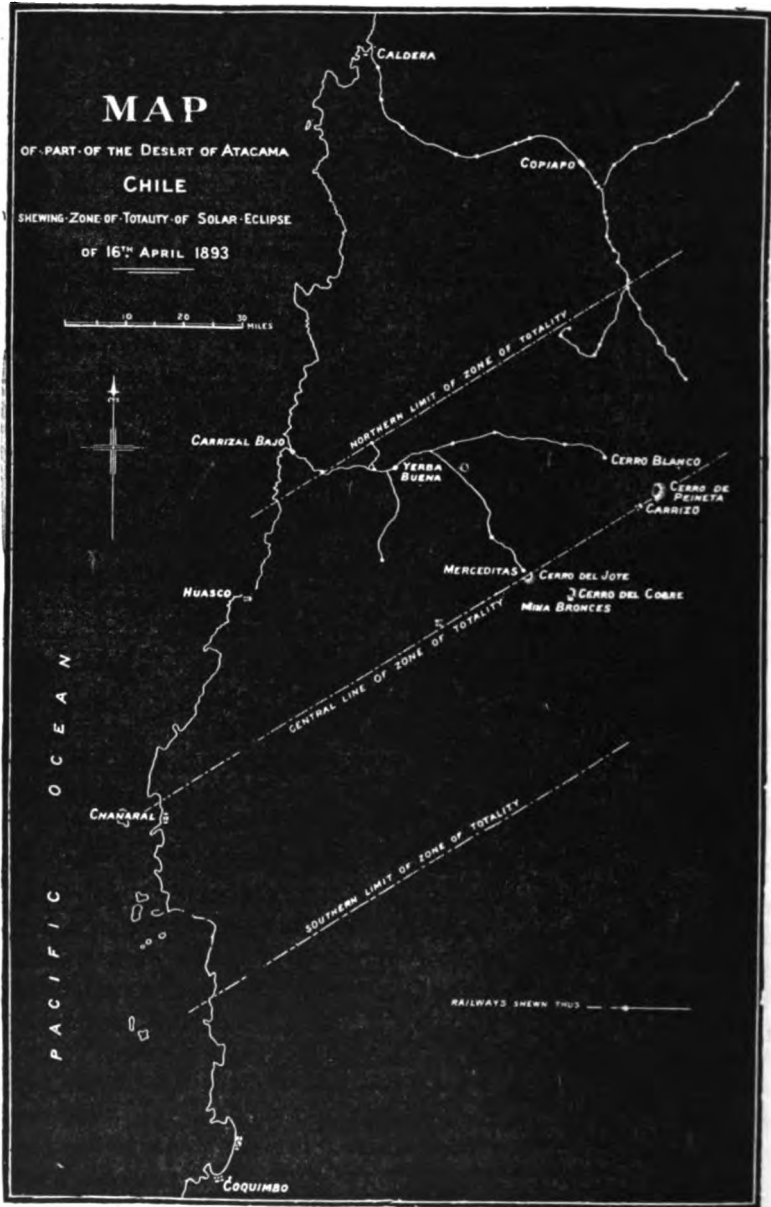 MAP
OF PART OF THE DESERT OF ATACAMA
CHILE
SHEWING ZONE OF TOTALITY OF SOLAR ECLIPSE
OF 16TH APRIL 1893
10 20 30 MILES
CALDERA
COPIAPO
NORTHERN LIMIT OF ZONE OF TOTALITY
CARRIZAL BAJO
YERBA
BUENA
CERRO BLANCO
CERRO DE
PEINETA
CARRIZO
MERCEDITAS
CERRO DEL JOTE
CERRO DEL COBRE
MINA BRONCES
HUASCO
CENTRAL LINE OF ZONE OF TOTALITY
CHAÑARAL
SOUTHERN LIMIT OF ZONE OF TOTALITY
PACIFIC OCEAN
RAILWAYS SHEWN THUS
COQUIMBO